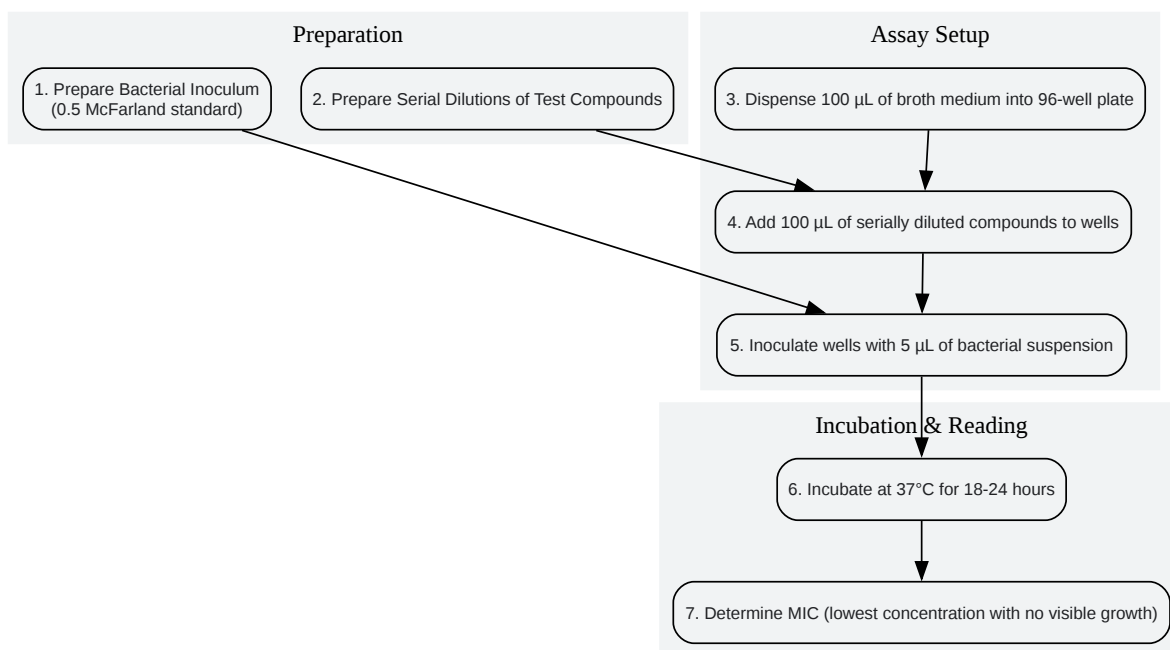 Preparation
1. Prepare Bacterial Inoculum
(0.5 McFarland standard)
2. Prepare Serial Dilutions of Test Compounds
Assay Setup
3. Dispense 100 µL of broth medium into 96-well plate
4. Add 100 µL of serially diluted compounds to wells
5. Inoculate wells with 5 µL of bacterial suspension
Incubation & Reading
6. Incubate at 37°C for 18-24 hours
7. Determine MIC (lowest concentration with no visible growth)